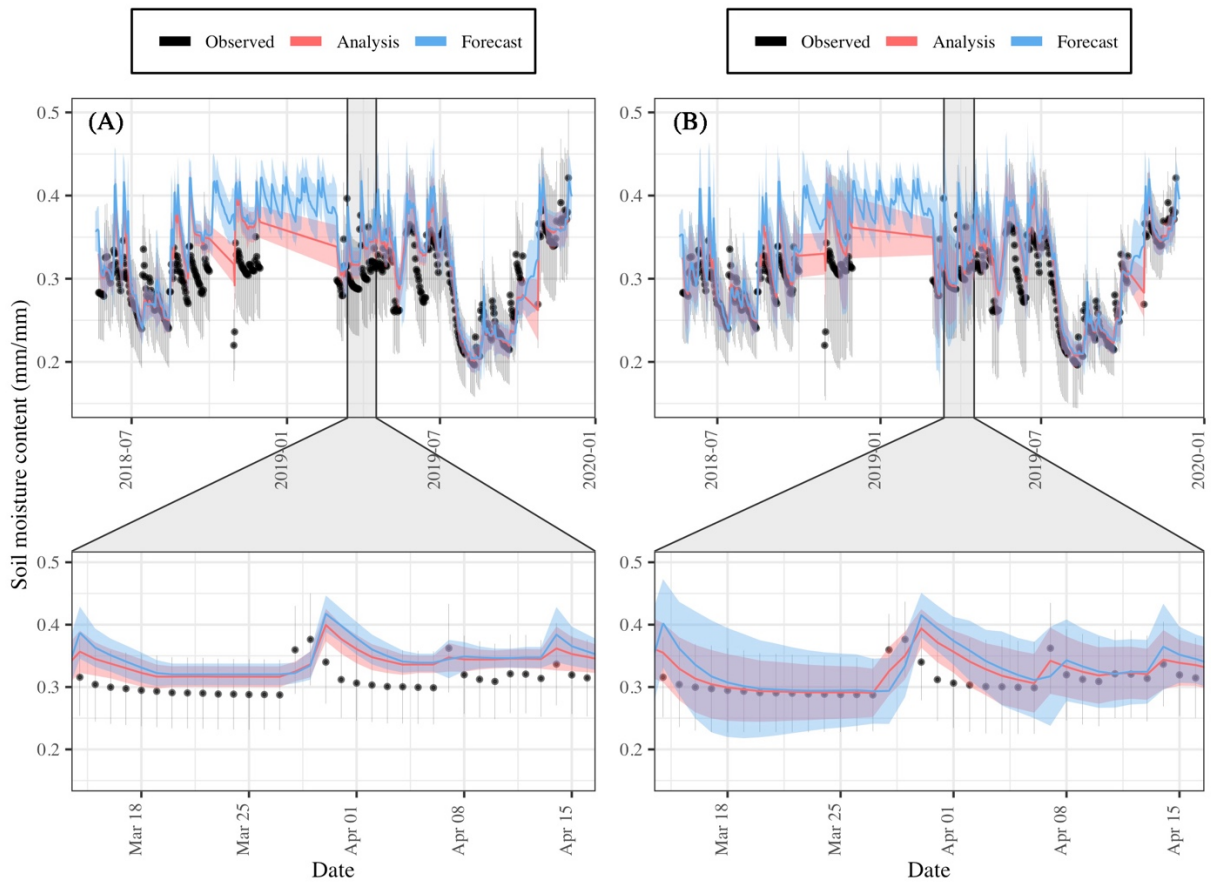 Observed Analysis Forecast
Observed Analysis Forecast
Soil moisture content (mm/mm)
(A)
0.5
0.4
0.3
0.2
2018-07
2019-01
2019-07
2020-01
(B)
0.5
0.4
0.3
0.2
2018-07
2019-01
2019-07
2020-01
0.5
0.4
0.3
0.2
Mar 18
Mar 25
Apr 01
Apr 08
Apr 15
Date
0.5
0.4
0.3
0.2
Mar 18
Mar 25
Apr 01
Apr 08
Apr 15
Date